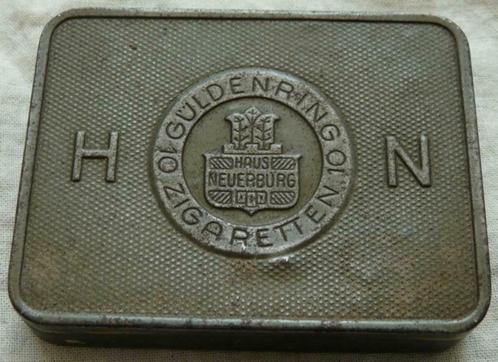 H
N
GÜLDENRING
10 ZIGARETTEN 10
HAUS
NEUERBURG